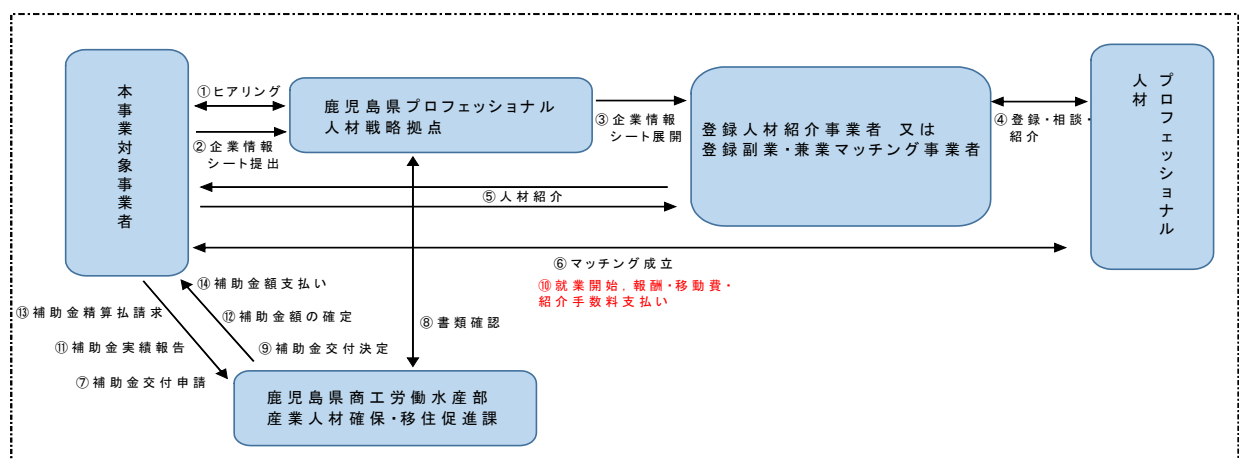 本事業対象事業者
①ヒアリング
②企業情報
シート提出
鹿児島県プロフェッショナル
人材戦略拠点
③企業情報
シート展開
登録人材紹介事業者 又は
登録副業・兼業マッチング事業者
④登録・相談・
紹介
プロフェッショナル
人材
⑤人材紹介
⑥マッチング成立
⑩就業開始，報酬・移動費・
紹介手数料支払い
⑭補助金額支払い
⑬補助金精算払請求
⑫補助金額の確定
⑧書類確認
⑪補助金実績報告
⑨補助金交付決定
⑦補助金交付申請
鹿児島県商工労働水産部
産業人材確保・移住促進課